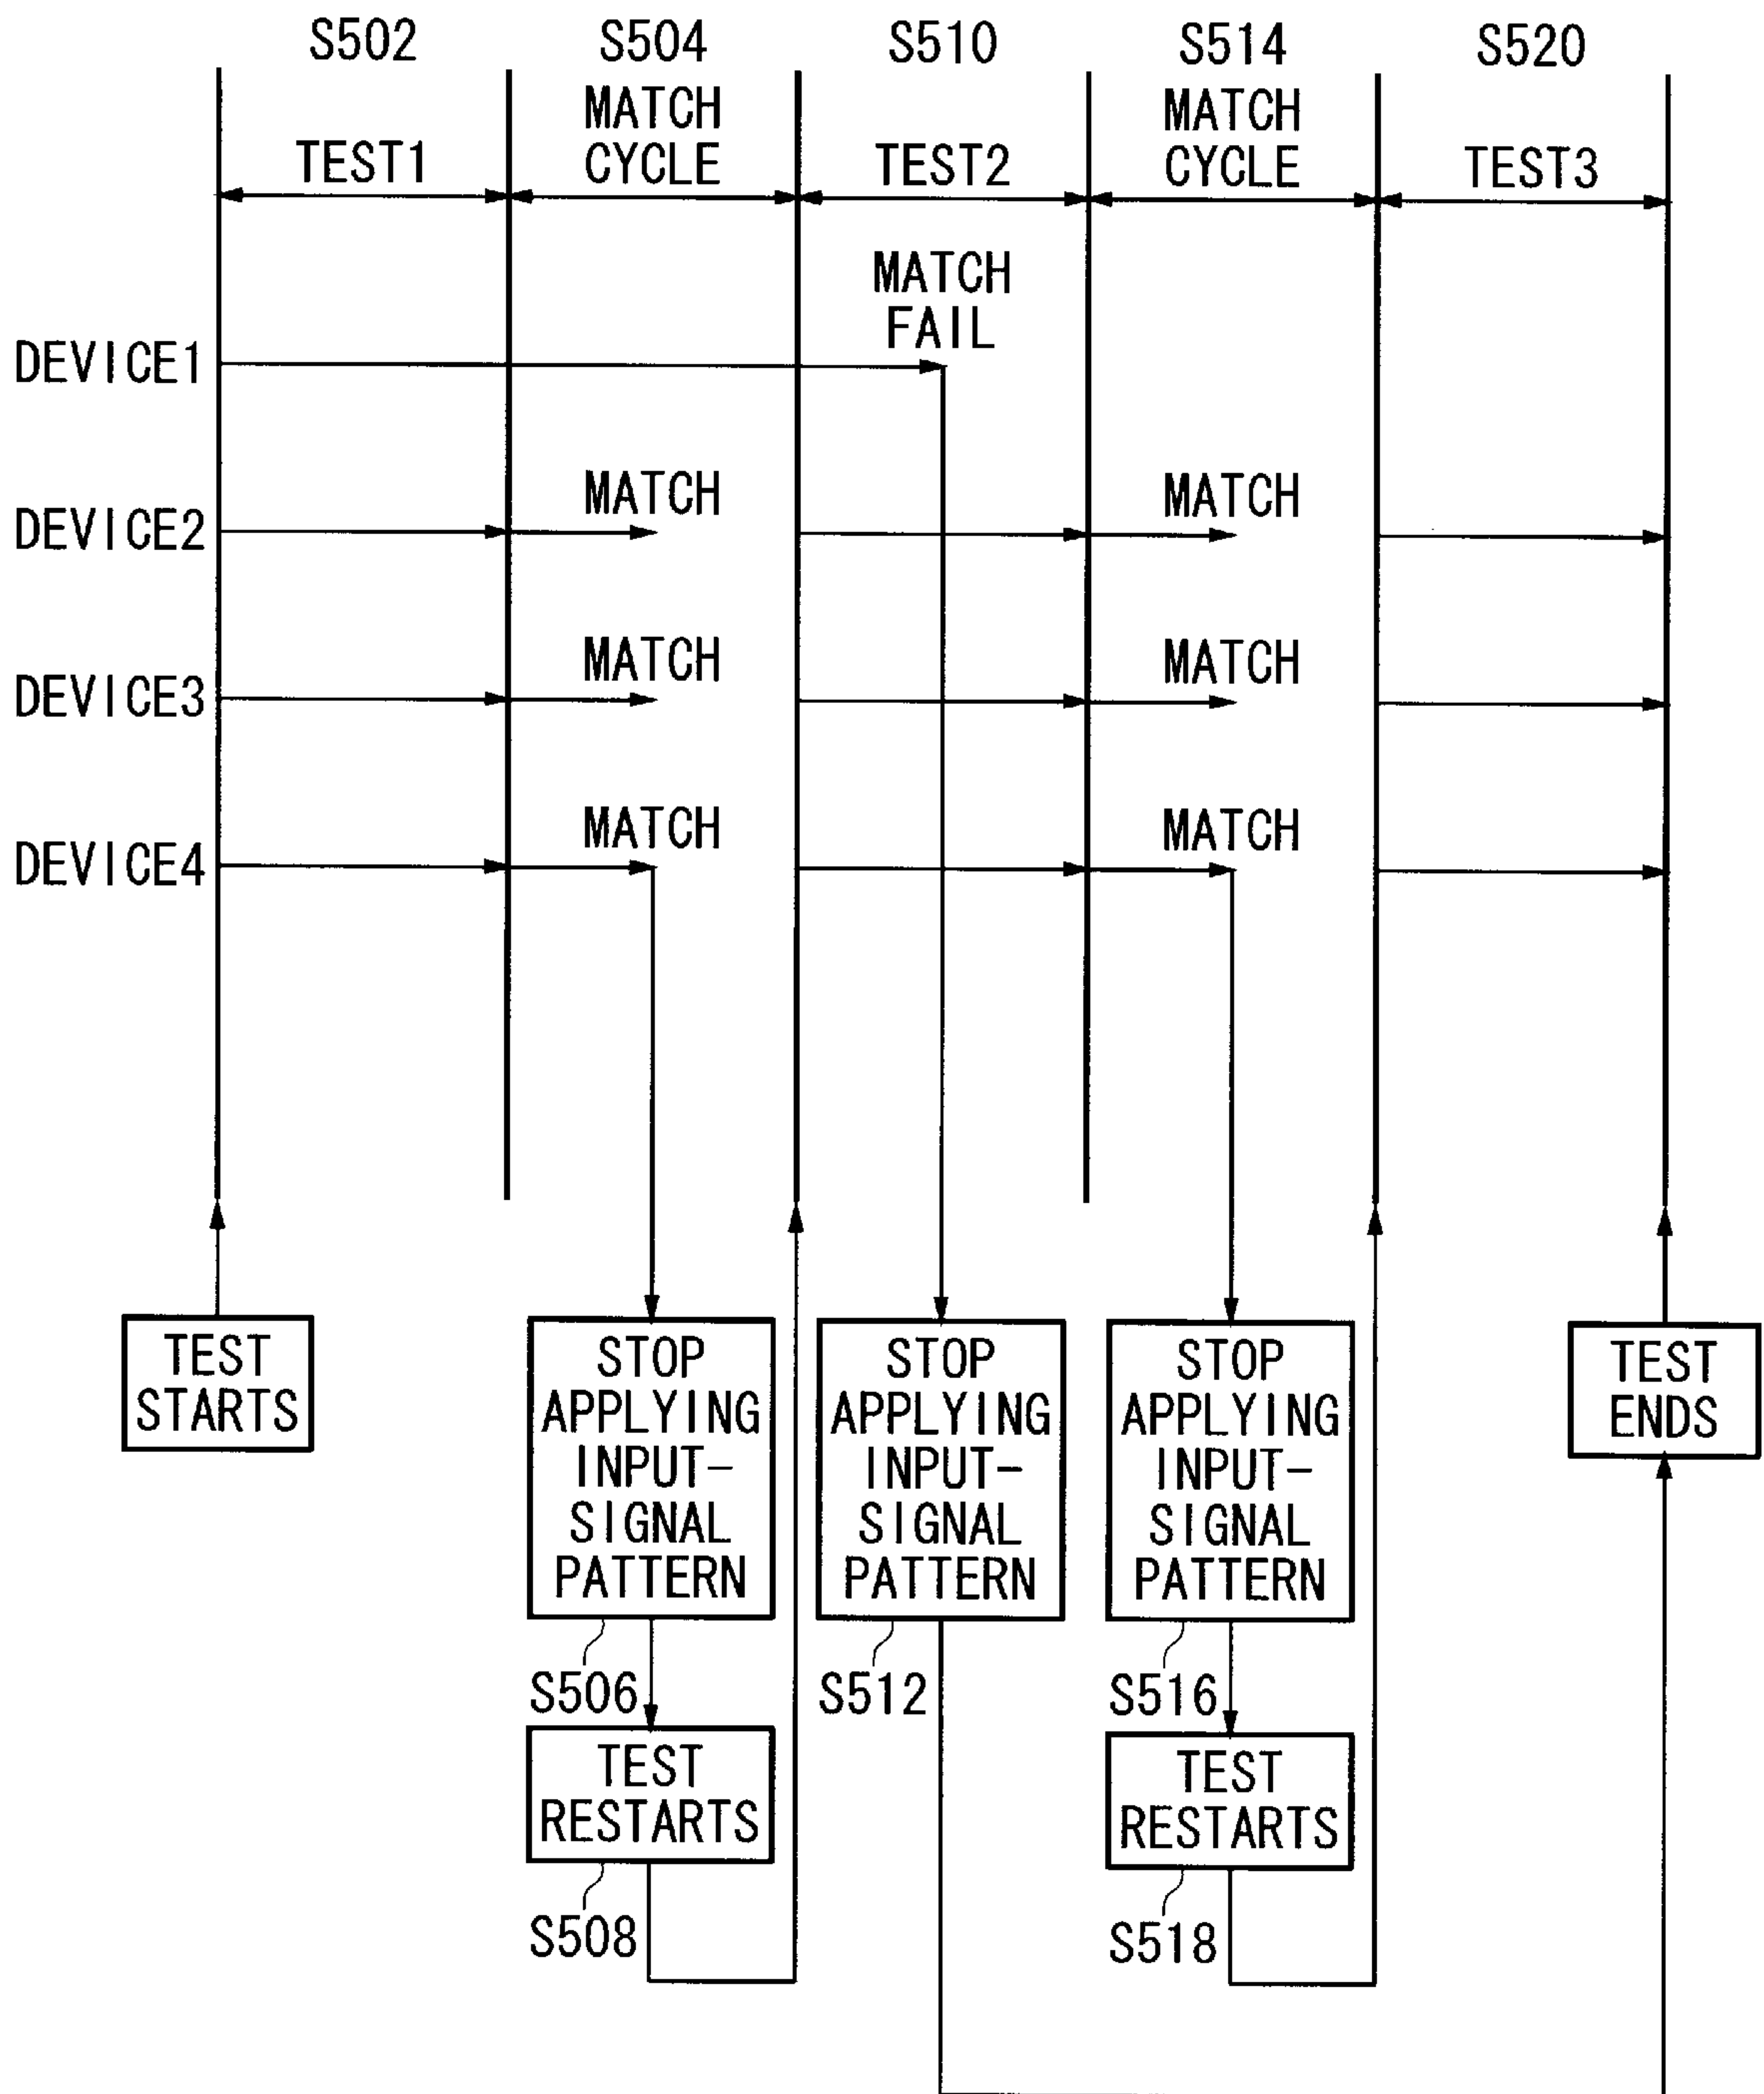 S502
S504
S510
S514
S520
TEST1
MATCH
CYCLE
TEST2
MATCH
CYCLE
TEST3
MATCH
FAIL
DEVICE1
DEVICE2
MATCH
MATCH
DEVICE3
MATCH
MATCH
DEVICE4
MATCH
MATCH
TEST
STARTS
STOP
APPLYING
INPUT-
SIGNAL
PATTERN
STOP
APPLYING
INPUT-
SIGNAL
PATTERN
STOP
APPLYING
INPUT-
SIGNAL
PATTERN
TEST
ENDS
S506
S512
S516
TEST
RESTARTS
TEST
RESTARTS
S508
S518